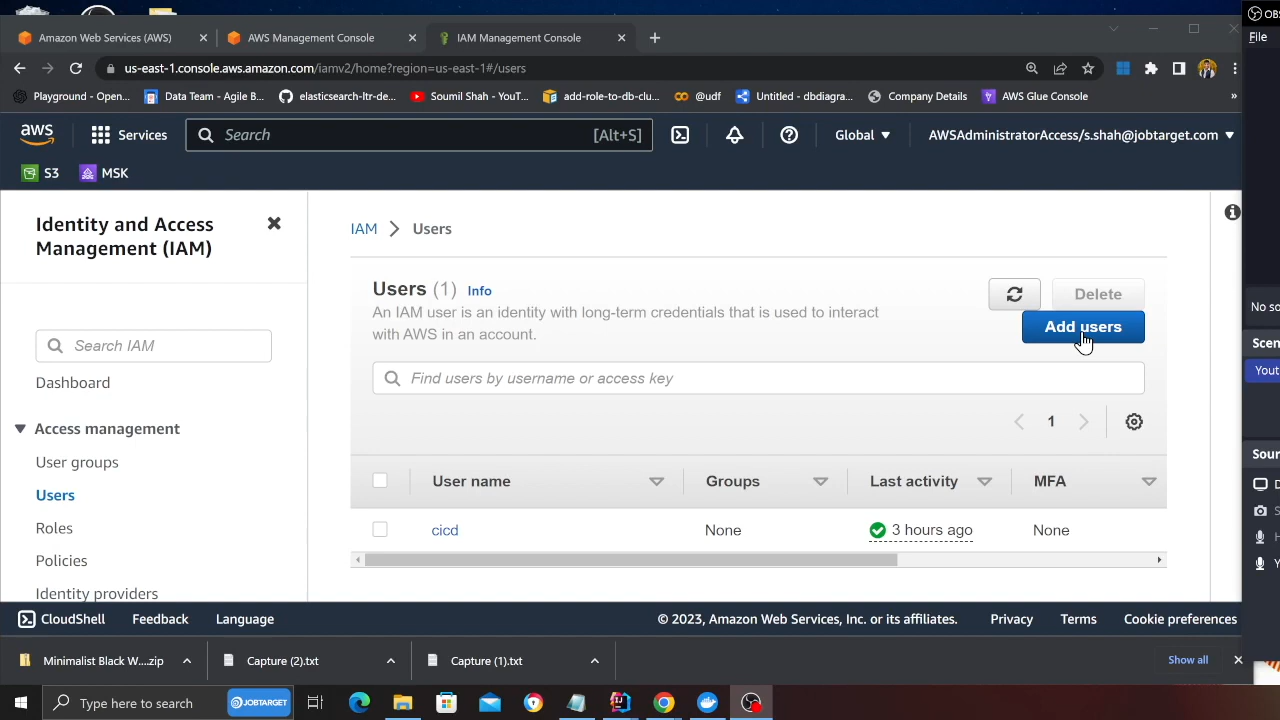 OBS
Amazon Web Services (AWS)
AWS Management Console
IAM Management Console
File
us-east-1.console.aws.amazon.com/iamv2/home?region=us-east-1#/users
Playground - Open...
Data Team - Agile B...
elasticsearch-ltr-de...
Soumil Shah - YouT...
add-role-to-db-clu...
@udf
Untitled - dbdiagra...
Company Details
AWS Glue Console
»
aws
Services
Search
[Alt+S]
Global
AWSAdministratorAccess/s.shah@jobtarget.com
S3
MSK
Identity and Access
Management (IAM)
IAM
Users
Users (1)
Info
Delete
An IAM user is an identity with long-term credentials that is used to interact
with AWS in an account.
Add users
No so
Scen
Search IAM
Yout
Find users by username or access key
Dashboard
1
Access management
User groups
Sour
User name
Groups
Last activity
MFA
D
Users
S
Roles
cicd
None
3 hours ago
None
H
Policies
Y
Identity providers
CloudShell
Feedback
Language
© 2023, Amazon Web Services, Inc. or its affiliates.
Privacy
Terms
Cookie preferences
Minimalist Black W....zip
Capture (2).txt
Capture (1).txt
Show all
Type here to search
JOBTARGET